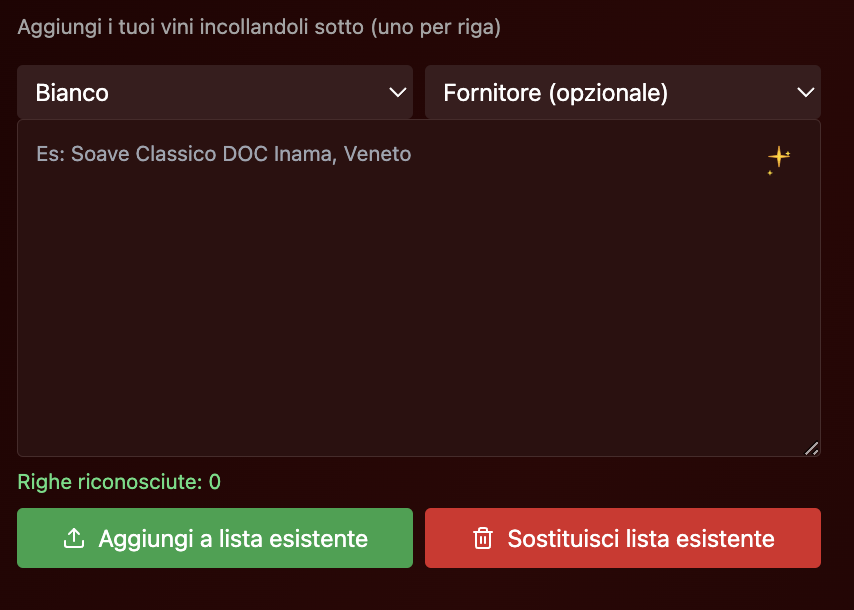 Aggiungi i tuoi vini incollandoli sotto (uno per riga)
Bianco
Fornitore (opzionale)
Es: Soave Classico DOC Inama, Veneto
Righe riconosciute: 0
Aggiungi a lista esistente
Sostituisci lista esistente